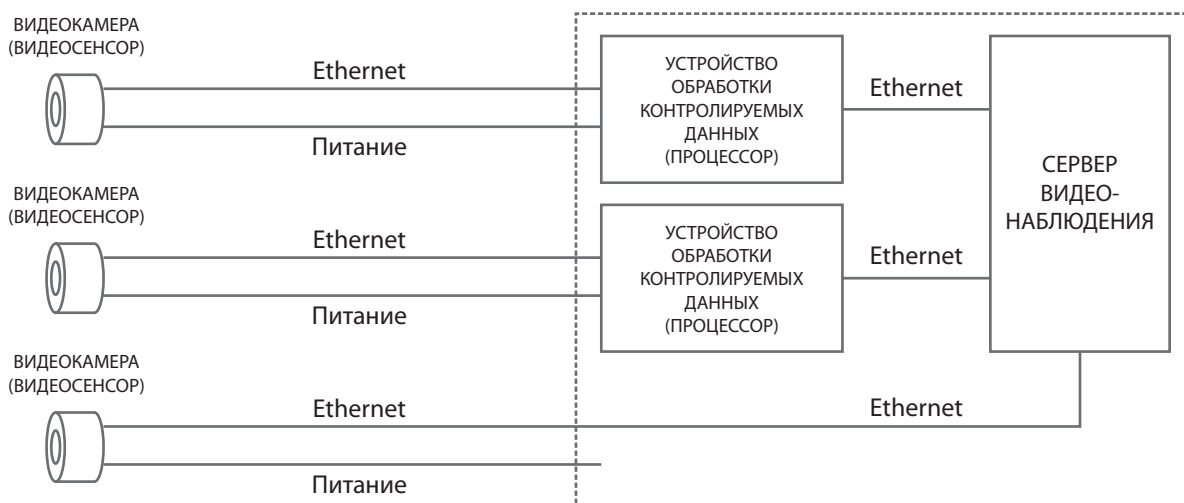 ВИДЕОКАМЕРА
(ВИДЕОСЕНСОР)
Ethernet
Питание
УСТРОЙСТВО
ОБРАБОТКИ
КОНТРОЛИРУЕМЫХ
ДАННЫХ
(ПРОЦЕССОР)
Ethernet
СЕРВЕР
ВИДЕО-
НАБЛЮДЕНИЯ
ВИДЕОКАМЕРА
(ВИДЕОСЕНСОР)
Ethernet
Питание
УСТРОЙСТВО
ОБРАБОТКИ
КОНТРОЛИРУЕМЫХ
ДАННЫХ
(ПРОЦЕССОР)
Ethernet
ВИДЕОКАМЕРА
(ВИДЕОСЕНСОР)
Ethernet
Ethernet
Питание